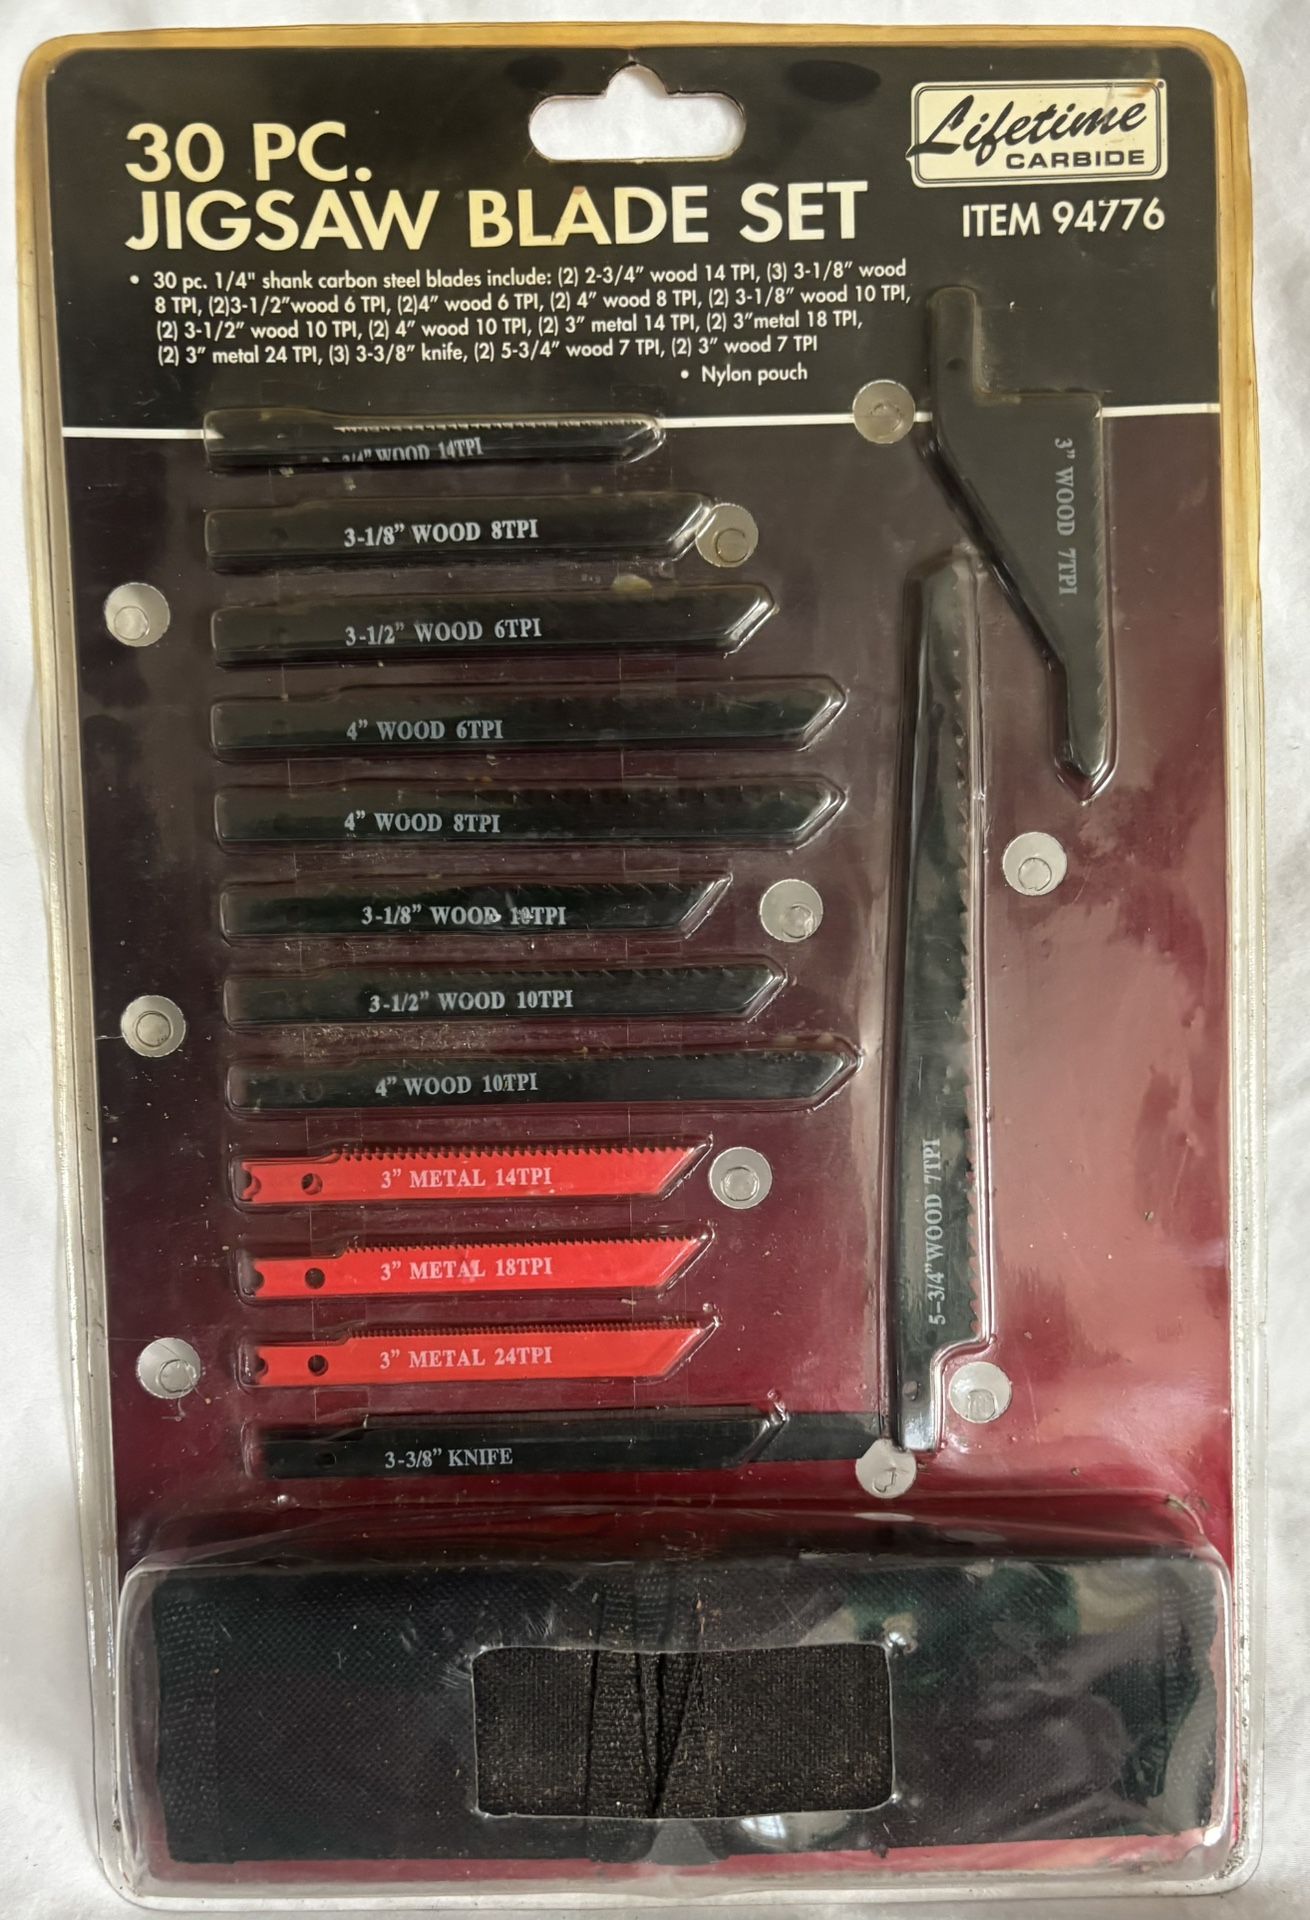 30 PC.
JIGSAW BLADE SET
Lifetime
CARBIDE
ITEM 94776
• 30 pc. 1/4" shank carbon steel blades include: (2) 2-3/4" wood 14 TPI, (3) 3-1/8" wood
8 TPI, (2)3-1/2"wood 6 TPI, (2)4" wood 6 TPI, (2) 4" wood 8 TPI, (2) 3-1/8" wood 10 TPI,
(2) 3-1/2" wood 10 TPI, (2) 4" wood 10 TPI, (2) 3" metal 14 TPI, (2) 3"metal 18 TPI,
(2) 3" metal 24 TPI, (3) 3-3/8" knife, (2) 5-3/4" wood 7 TPI, (2) 3" wood 7 TPI
• Nylon pouch
WOOD 14TPI
3-1/8" WOOD 8TPI
3-1/2" WOOD 6TPI
4" WOOD 6TPI
4" WOOD 8TPI
3-1/8" WOOD 10TPI
3-1/2" WOOD 10TPI
4" WOOD 10TPI
3" METAL 14TPI
3" METAL 18TPI
3" METAL 24TPI
3-3/8" KNIFE
5-3/4"WOOD 7TPI
3" WOOD 7TPI